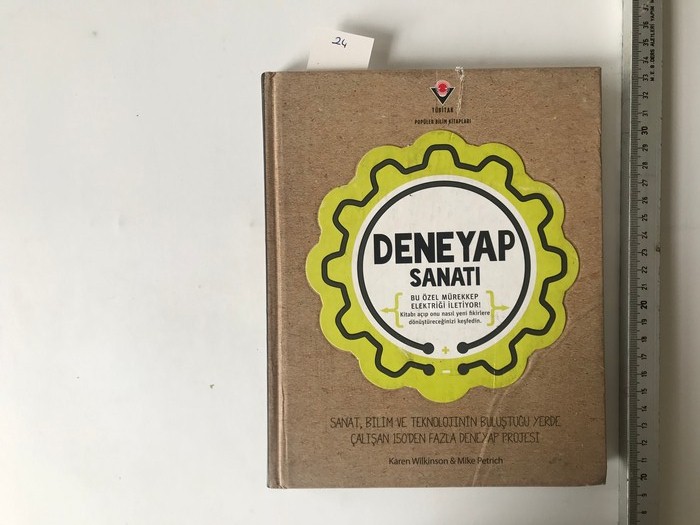 24
TÜBİTAK
POPÜLER BİLİM KİTAPLARI
DENEYAP
SANATI
BU ÖZEL MÜREKKEP
ELEKTRİĞİ İLETİYOR!
Kitabı açıp onu nasıl yeni fikirlere
dönüştüreceğinizi keşfedin.
+
-
SANAT, BİLİM VE TEKNOLOJİNİN BULUŞTUĞU YERDE
ÇALIŞAN 150'DEN FAZLA DENEYAP PROJESİ
Karen Wilkinson & Mike Petrich